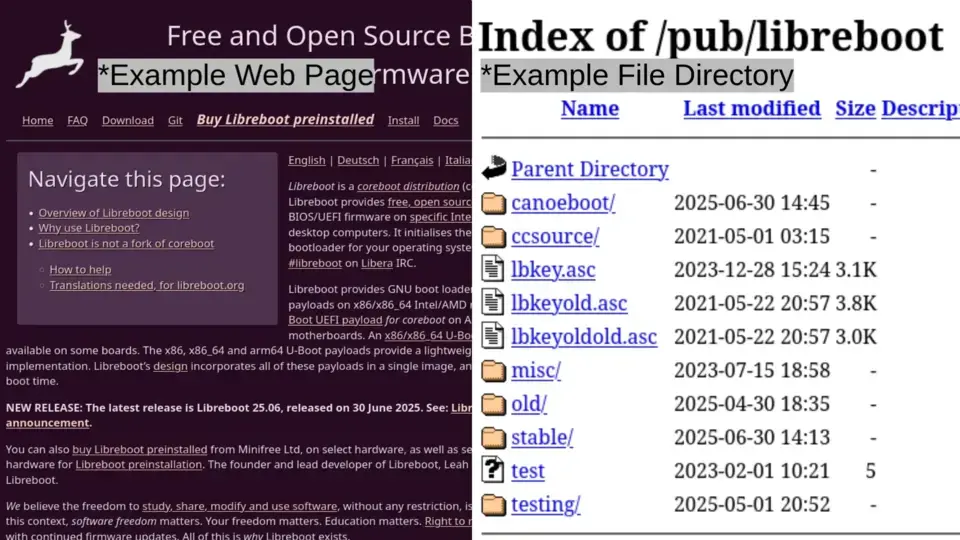 Free and Open Source B
*Example Web Page
rmware
Home FAQ Download Git Buy Libreboot preinstalled Install Docs
Navigate this page:
• Overview of Libreboot design
• Why use Libreboot?
• Libreboot is not a fork of coreboot
◦ How to help
◦ Translations needed, for libreboot.org
English | Deutsch | Français | Italia
Libreboot is a coreboot distribution (c
Libreboot provides free, open source
BIOS/UEFI firmware on specific Inte
desktop computers. It initialises the
bootloader for your operating syste
#libreboot on Libera IRC.
Libreboot provides GNU boot loade
payloads on x86/x86_64 Intel/AMD
Boot UEFI payload for coreboot on A
motherboards. An x86/x86_64 U-Boo
available on some boards. The x86, x86_64 and arm64 U-Boot payloads provide a lightweig
implementation. Libreboot's design incorporates all of these payloads in a single image, an
boot time.
NEW RELEASE: The latest release is Libreboot 25.06, released on 30 June 2025. See: Libr
announcement.
You can also buy Libreboot preinstalled from Minifree Ltd, on select hardware, as well as se
hardware for Libreboot preinstallation. The founder and lead developer of Libreboot, Leah
Libreboot.
We believe the freedom to study, share, modify and use software, without any restriction, is
this context, software freedom matters. Your freedom matters. Education matters. Right to r
with continued firmware updates. All of this is why Libreboot exists.
Index of /pub/libreboot
*Example File Directory
Name Last modified Size Descrip
Parent Directory -
canoeboot/ 2025-06-30 14:45 -
ccsource/ 2021-05-01 03:15 -
lbkey.asc 2023-12-28 15:24 3.1K
lbkeyold.asc 2021-05-22 20:57 3.8K
lbkeyoldold.asc 2021-05-22 20:57 3.0K
misc/ 2023-07-15 18:58 -
old/ 2025-04-30 18:35 -
stable/ 2025-06-30 14:13 -
test 2023-02-01 10:21 5
testing/ 2025-05-01 20:52 -